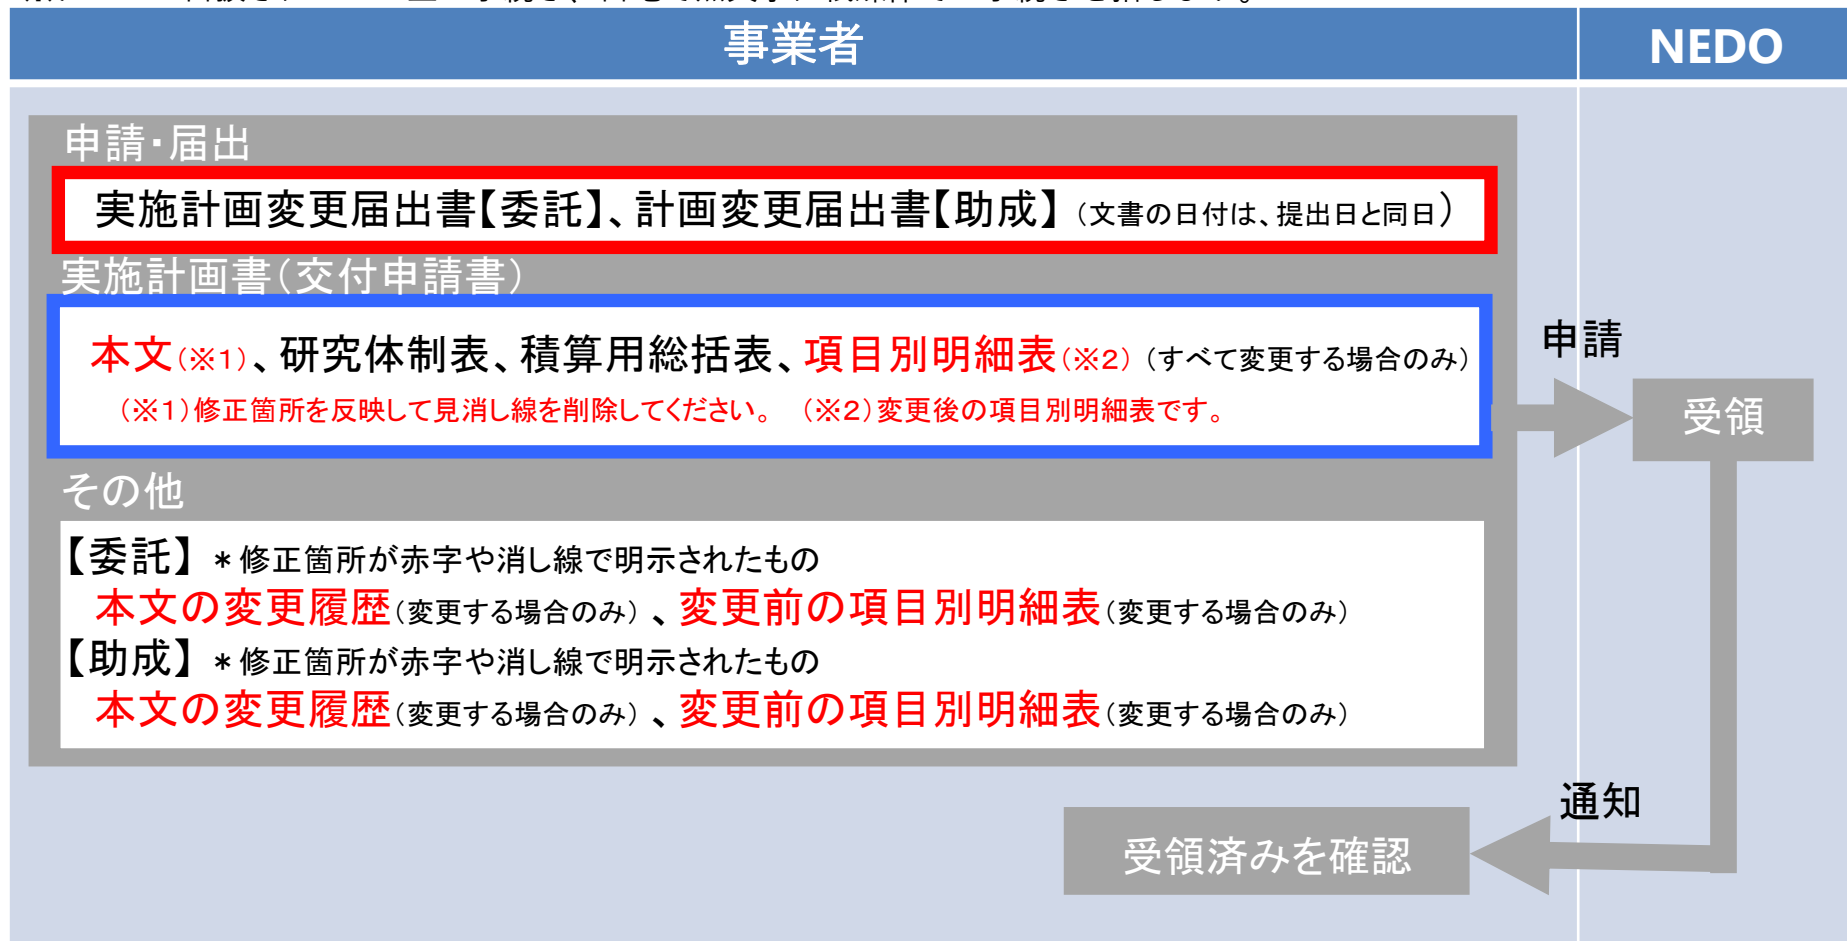 事業者
NEDO
申請・届出
実施計画変更届出書【委託】、計画変更届出書【助成】（文書の日付は、提出日と同日）
実施計画書（交付申請書）
本文（※1）、研究体制表、積算用総括表、項目別明細表（※2）（すべて変更する場合のみ）
（※1）修正箇所を反映して見消し線を削除してください。 （※2）変更後の項目別明細表です。
申請
受領
その他
【委託】＊修正箇所が赤字や消し線で明示されたもの
本文の変更履歴（変更する場合のみ）、変更前の項目別明細表（変更する場合のみ）
【助成】＊修正箇所が赤字や消し線で明示されたもの
本文の変更履歴（変更する場合のみ）、変更前の項目別明細表（変更する場合のみ）
通知
受領済みを確認